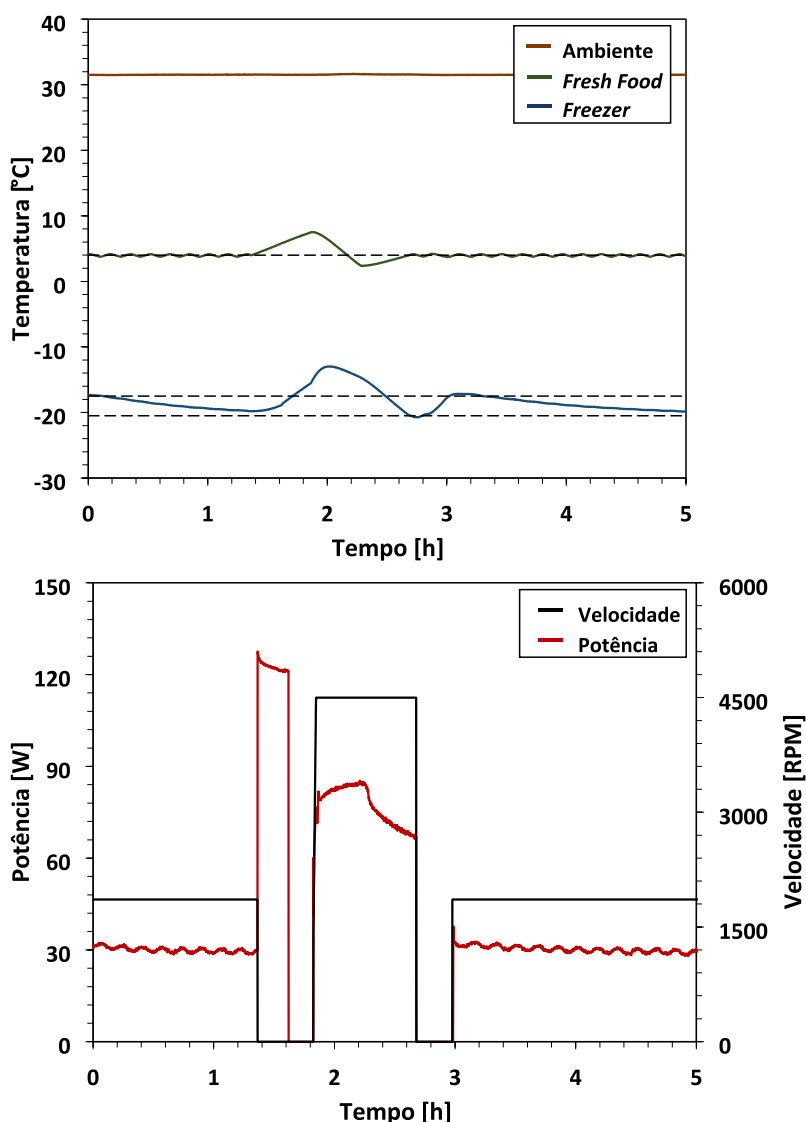 40
30
20
10
0
-10
-20
-30
Temperatura [°C]
Ambiente
Fresh Food
Freezer
0 1 2 3 4 5
Tempo [h]
150
120
90
60
30
0
Potência [W]
Velocidade
Potência
6000
4500
3000
1500
0
Velocidade [RPM]
0 1 2 3 4 5
Tempo [h]